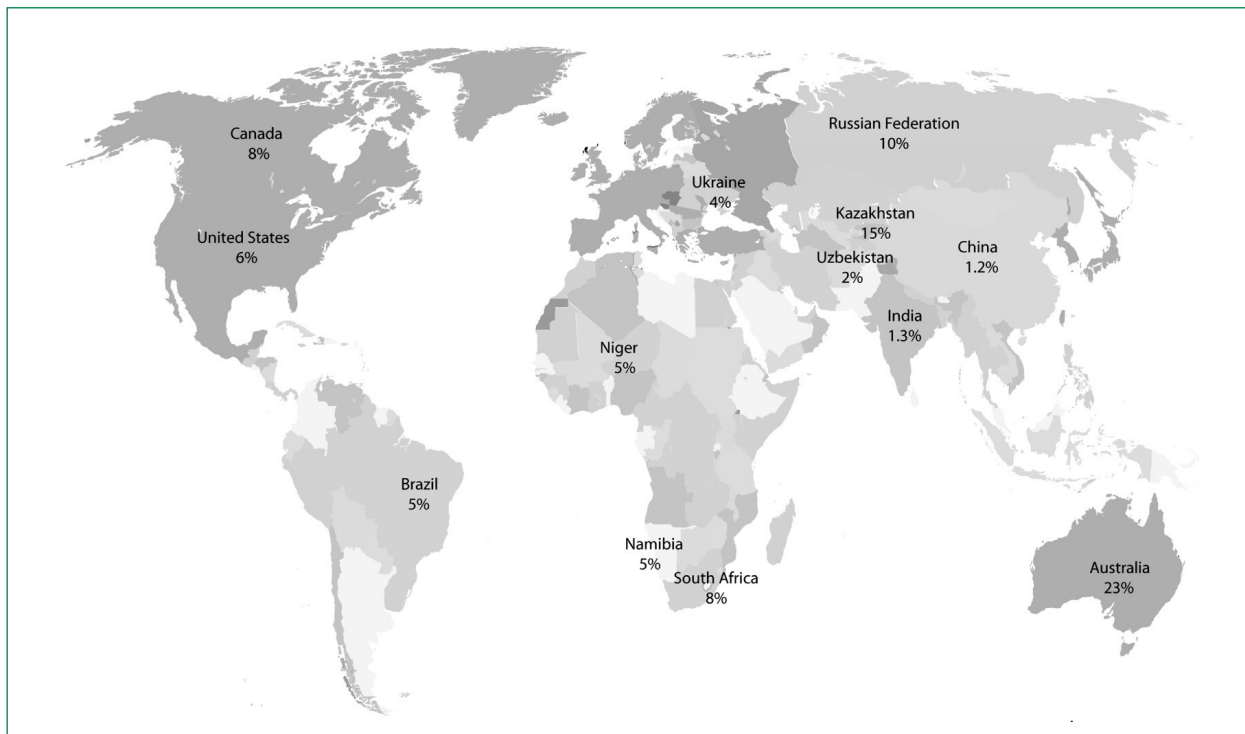 Canada
8%
United States
6%
Russian Federation
10%
Ukraine
4%
Kazakhstan
15%
Uzbekistan
2%
China
1.2%
India
1.3%
Niger
5%
Brazil
5%
Namibia
5%
South Africa
8%
Australia
23%